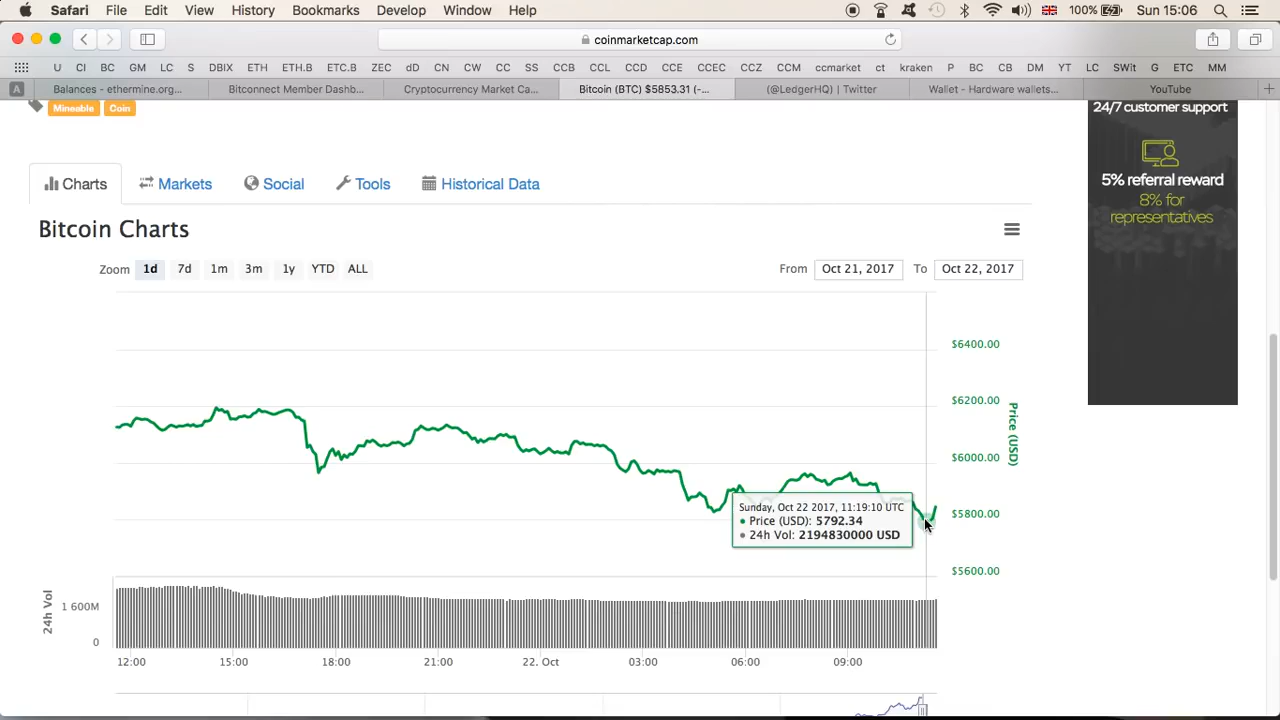 Safari File Edit View History Bookmarks Develop Window Help 100% Sun 15:06
coinmarketcap.com
U CI BC GM LC S DBIX ETH ETH.B ETC.B ZEC dD CN CW CC SS CCB CCL CCD CCE CCEC CCZ CCM ccmarket ct kraken P BC CB DM YT LC SWit G ETC MM
A Balances - ethermine.org... Bitconnect Member Dashb... Cryptocurrency Market Ca... Bitcoin (BTC) $5853.31 (-... (@LedgerHQ) | Twitter Wallet - Hardware wallets... YouTube
Mineable Coin
24/7 customer support
5% referral reward
8% for
representatives
Charts Markets Social Tools Historical Data
Bitcoin Charts
Zoom 1d 7d 1m 3m 1y YTD ALL From Oct 21, 2017 To Oct 22, 2017
$6400.00
$6200.00
$6000.00
$5800.00
$5600.00
Price (USD)
Sunday, Oct 22 2017, 11:19:10 UTC
Price (USD): 5792.34
24h Vol: 2194830000 USD
24h Vol
1 600M
0
12:00 15:00 18:00 21:00 22. Oct 03:00 06:00 09:00